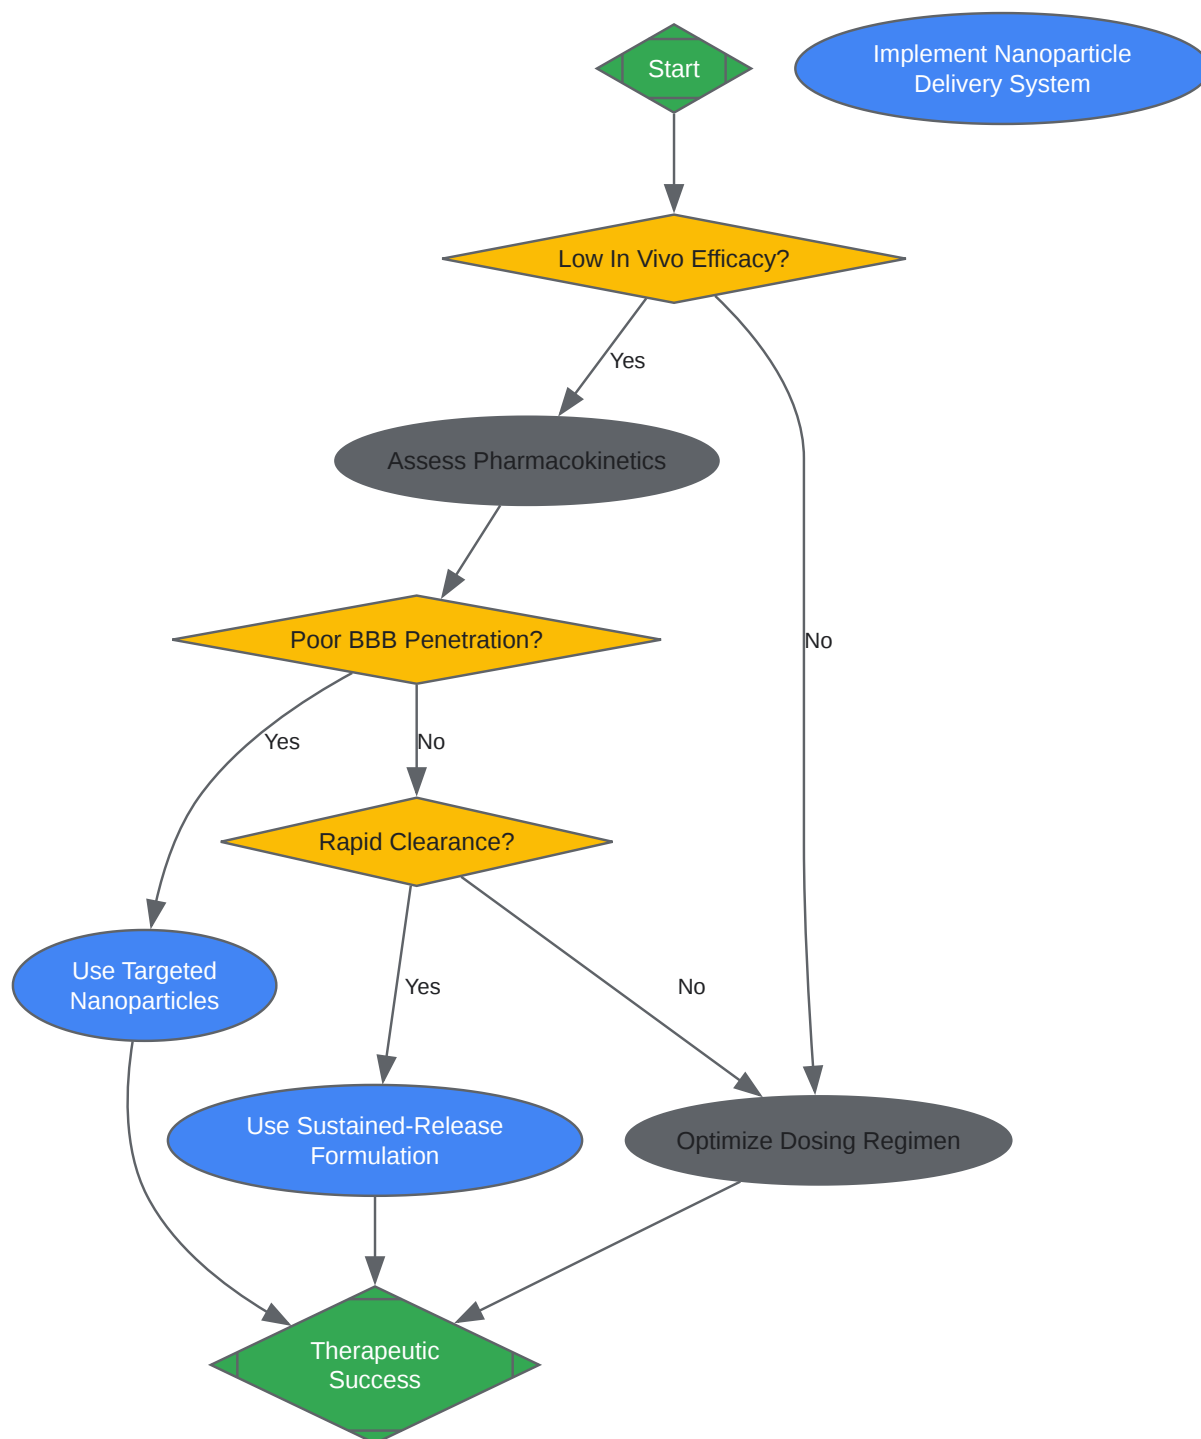 Start
Implement Nanoparticle
Delivery System
Low In Vivo Efficacy?
Yes
Assess Pharmacokinetics
Poor BBB Penetration?
No
Yes
No
Rapid Clearance?
Use Targeted
Nanoparticles
Yes
No
Use Sustained-Release
Formulation
Optimize Dosing Regimen
Therapeutic
Success